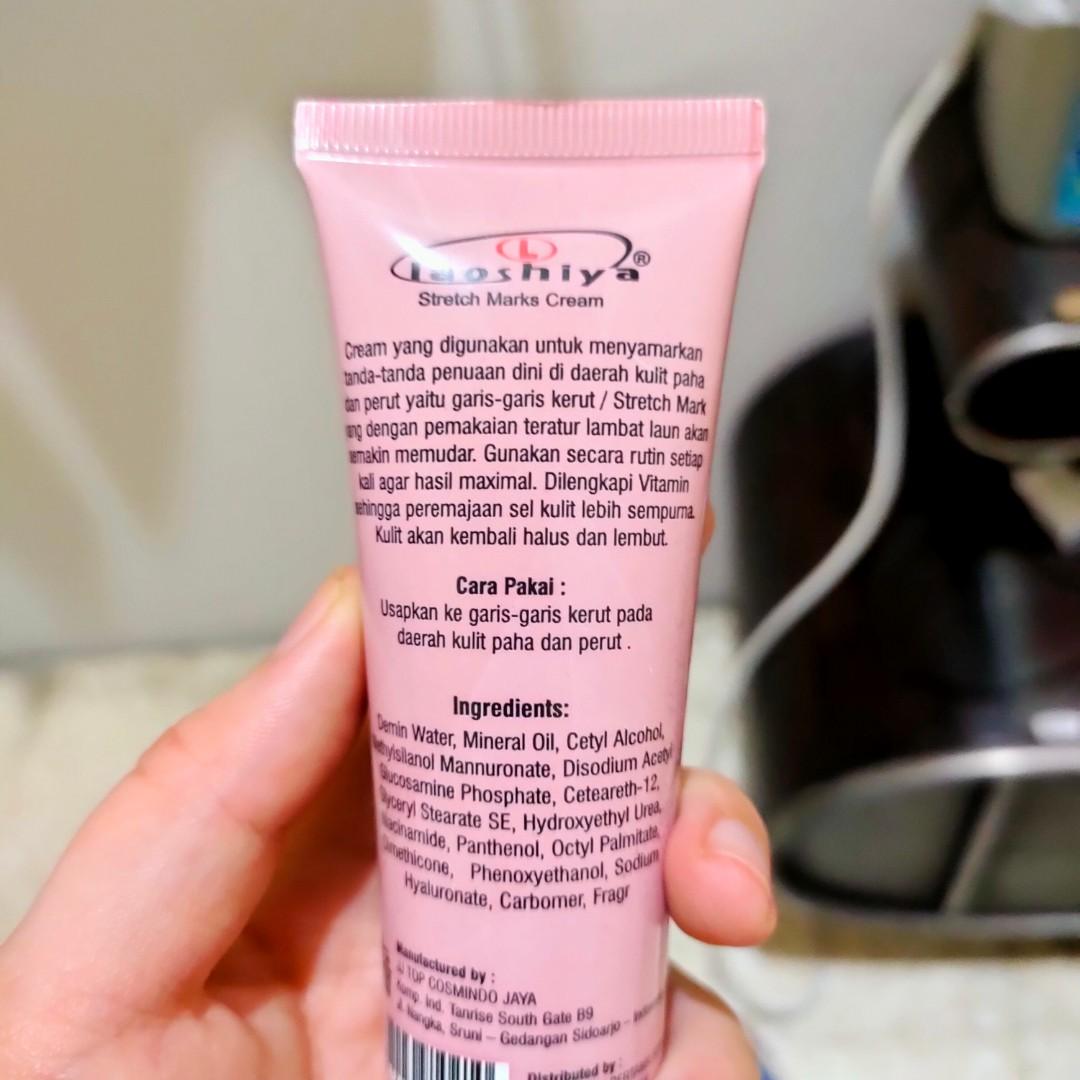 L
laoshiya®
Stretch Marks Cream
Cream yang digunakan untuk menyamarkan
tanda-tanda penuaan dini di daerah kulit paha
dan perut yaitu garis-garis kerut / Stretch Mark
dengan pemakaian teratur lambat laun akan
semakin memudar. Gunakan secara rutin setiap
kali agar hasil maximal. Dilengkapi Vitamin
sehingga peremajaan sel kulit lebih sempurna.
Kulit akan kembali halus dan lembut.
Cara Pakai :
Usapkan ke garis-garis kerut pada
daerah kulit paha dan perut .
Ingredients:
Demin Water, Mineral Oil, Cetyl Alcohol,
Mannuronate, Disodium Acetyl
Glucosamine Phosphate, Ceteareth-12,
Glyceryl Stearate SE, Hydroxyethyl Urea,
Niacinamide, Panthenol, Octyl Palmitate,
Dimethicone, Phenoxyethanol, Sodium
Hyaluronate, Carbomer, Fragr
Manufactured by :
TOP COSMINDO JAYA
Komp. Ind. Tanrise South Gate B9
Jl. Nangka, Sruni – Gedangan Sidoarjo –
Distributed by :